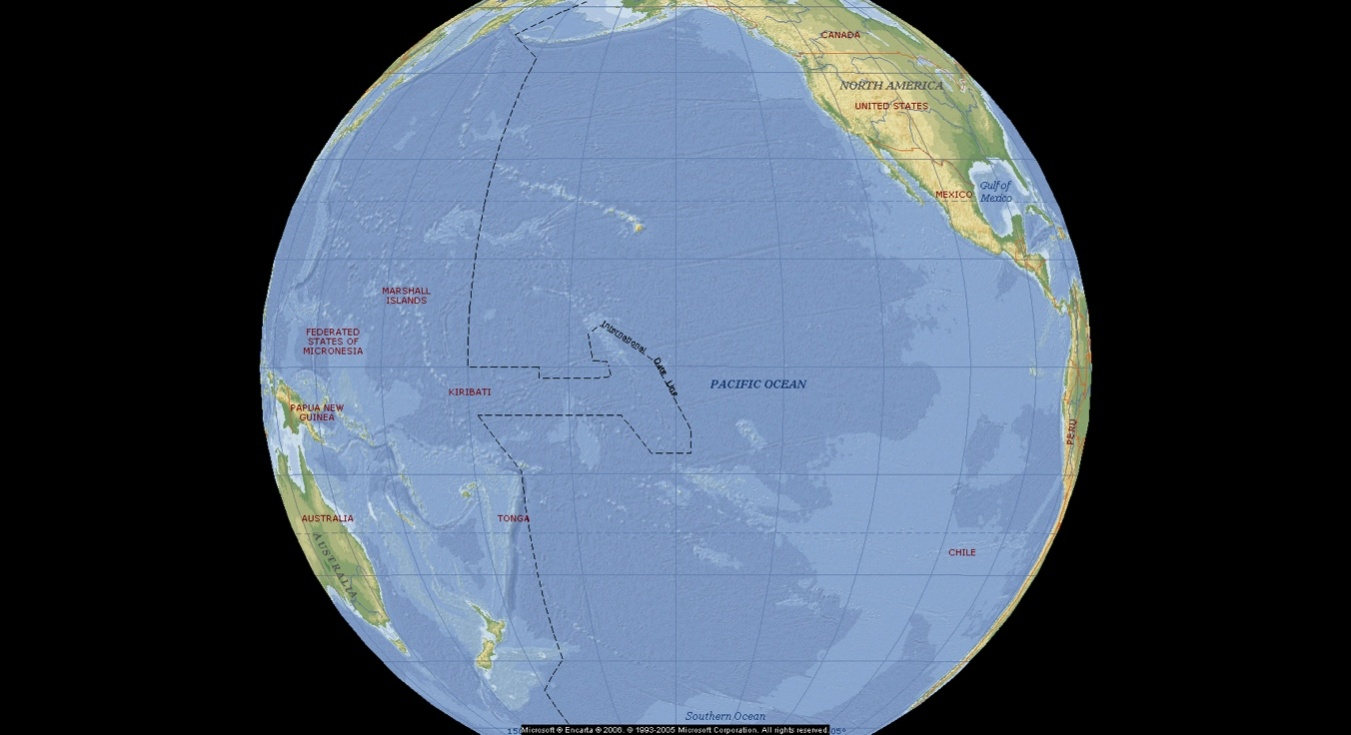 CANADA
NORTH AMERICA
UNITED STATES
MEXICO
Gulf of
Mexico
MARSHALL
ISLANDS
FEDERATED
STATES OF
MICRONESIA
International Date Line
PACIFIC OCEAN
KIRIBATI
PAPUA NEW
GUINEA
PERU
AUSTRALIA
TONGA
AUSTRALIA
CHILE
Southern Ocean
Microsoft ® Encarta ® 2006. © 1993-2005 Microsoft Corporation. All rights reserved.